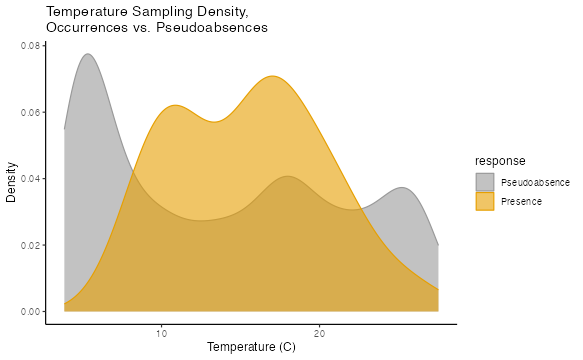 Temperature Sampling Density,
Occurrences vs. Pseudoabsences
0.08
0.06
0.04
0.02
0.00
Density
10
20
Temperature (C)
response
Pseudoabsence
Presence